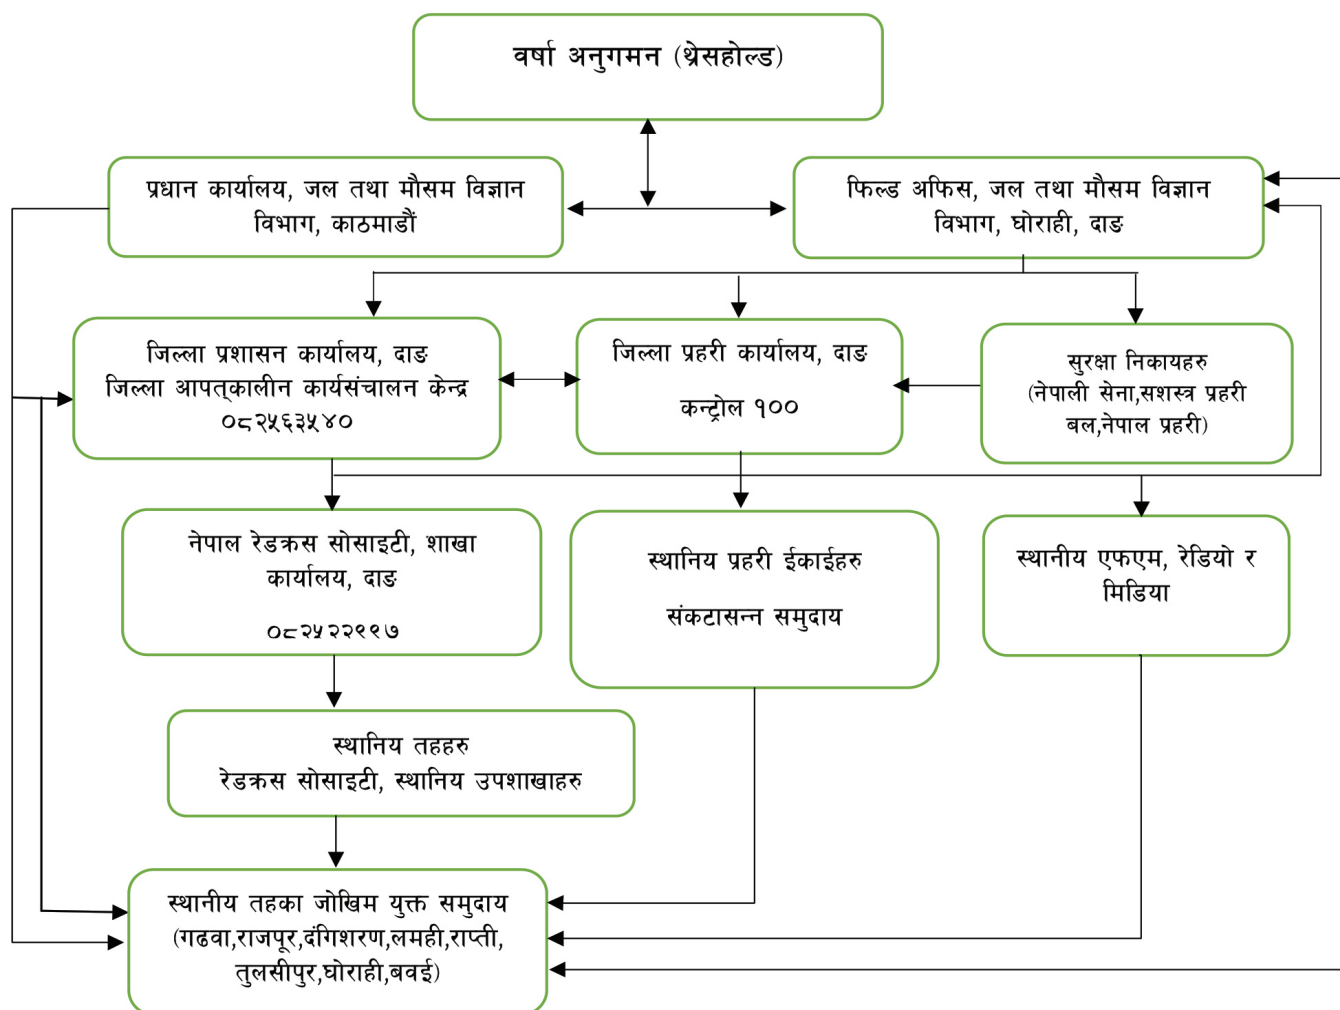 वर्षा अनुगमन (थ्रेसहोल्ड)
प्रधान कार्यालय, जल तथा मौसम विज्ञान
विभाग, काठमाडौं
फिल्ड अफिस, जल तथा मौसम विज्ञान
विभाग, घोराही, दाङ
जिल्ला प्रशासन कार्यालय, दाङ
जिल्ला आपत्‌कालीन कार्यसंचालन केन्द्र
०८२५६३५४०
जिल्ला प्रहरी कार्यालय, दाङ
कन्ट्रोल १००
सुरक्षा निकायहरु
(नेपाली सेना,सशस्त्र प्रहरी
बल,नेपाल प्रहरी)
नेपाल रेडक्रस सोसाइटी, शाखा
कार्यालय, दाङ
०८२५२२९९७
स्थानिय प्रहरी ईकाईहरु
संकटासन्न समुदाय
स्थानीय एफएम, रेडियो र
मिडिया
स्थानिय तहहरु
रेडक्रस सोसाइटी, स्थानिय उपशाखाहरु
स्थानीय तहका जोखिम युक्त समुदाय
(गढवा,राजपूर,दंगिशरण,लमही,राप्ती,
तुलसीपुर,घोराही,बवई)